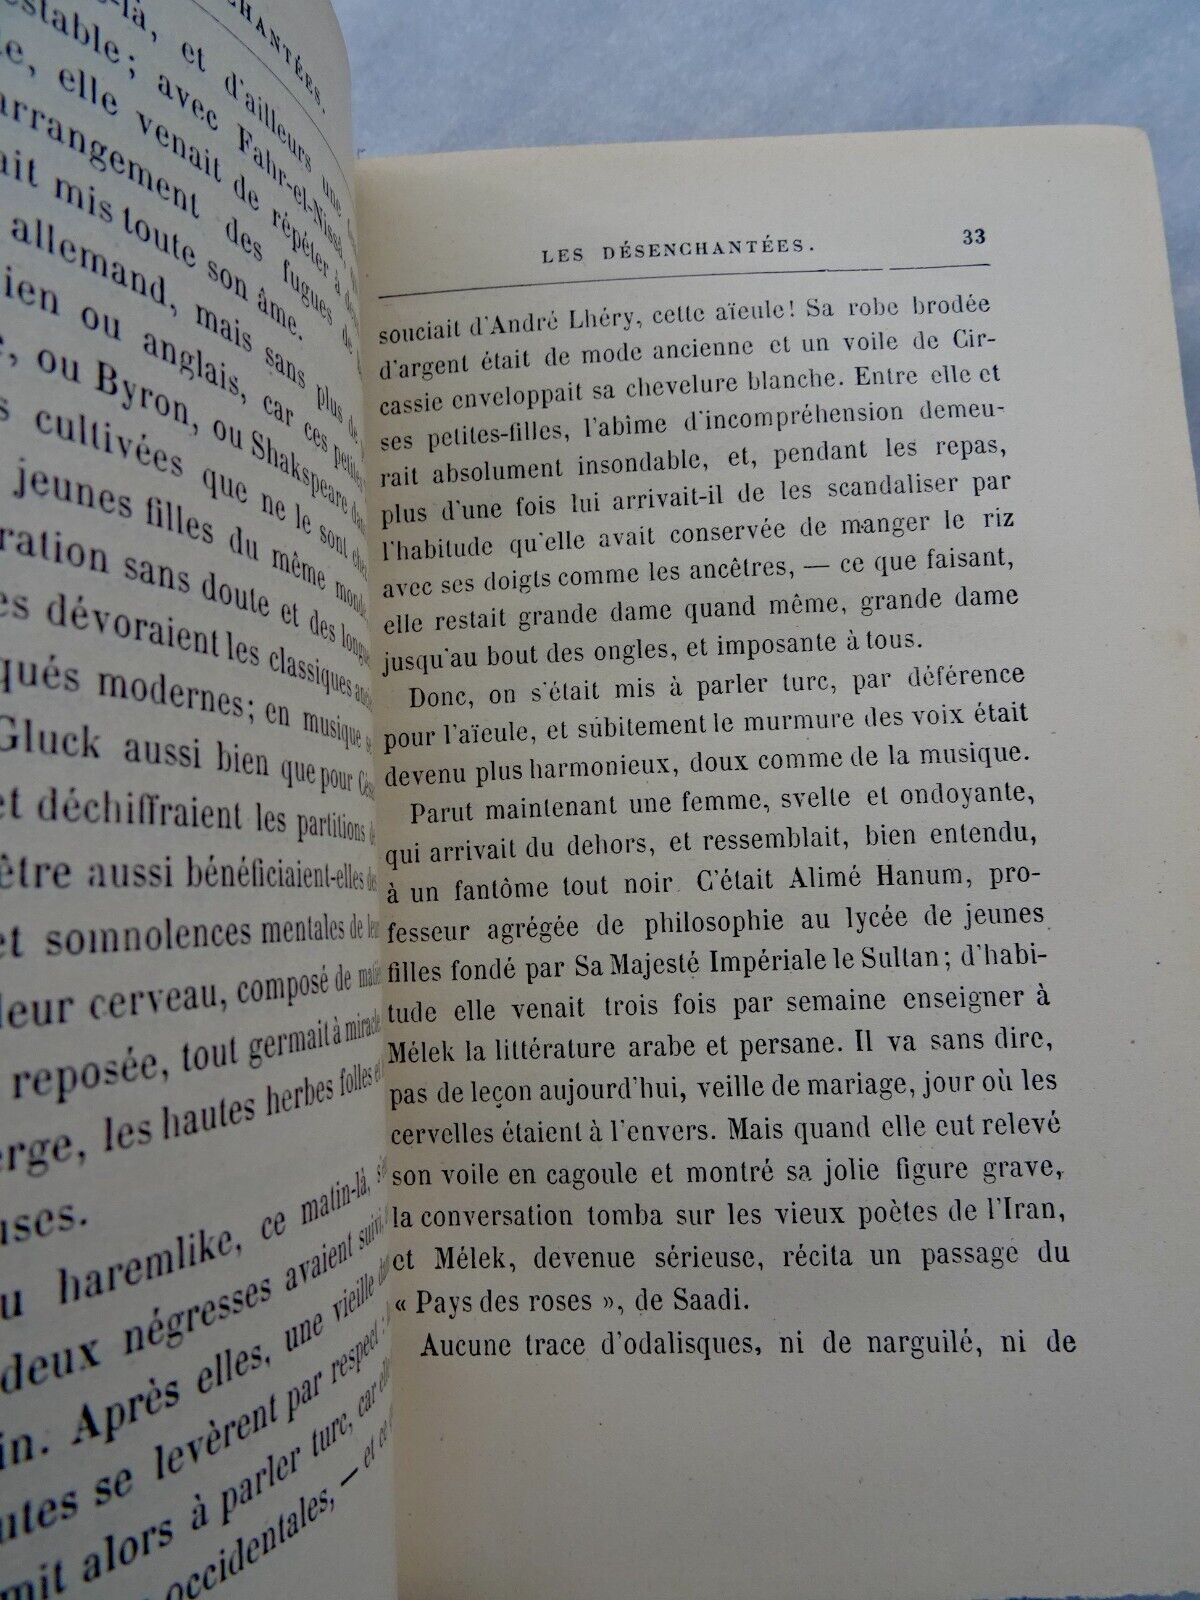 CHANTÉES.
-là, et d'ailleurs une
estable; avec Fahr-el-Nissâ,
elle venait de répéter à
arrangement des fugues de
ait mis toute son âme.
allemand, mais sans plus de
ien ou anglais, car ces petites
ou Byron, ou Shakspeare dans
cultivées que ne le sont chez
jeunes filles du même monde
ration sans doute et des longues
es dévoraient les classiques
qués modernes; en musique se
Gluck aussi bien que pour César
et déchiffraient les partitions de
être aussi bénéficiaient-elles des
et somnolences mentales de leur
leur cerveau, composé de
reposée, tout germait à miracle
erge, les hautes herbes folles et
uses.
haremlike, ce matin-là,
deux négresses avaient suivi.
in. Après elles, une vieille
utes se levèrent par respect:
mit alors à parler turc, car elle
occidentales, — et ce
LES DÉSENCHANTÉES. 33
souciait d'André Lhéry, cette aïeule! Sa robe brodée
d'argent était de mode ancienne et un voile de Cir-
cassie enveloppait sa chevelure blanche. Entre elle et
ses petites-filles, l'abîme d'incompréhension demeu-
rait absolument insondable, et, pendant les repas,
plus d'une fois lui arrivait-il de les scandaliser par
l'habitude qu'elle avait conservée de manger le riz
avec ses doigts comme les ancêtres, — ce que faisant,
elle restait grande dame quand même, grande dame
jusqu'au bout des ongles, et imposante à tous.
Donc, on s'était mis à parler turc, par déférence
pour l'aïeule, et subitement le murmure des voix était
devenu plus harmonieux, doux comme de la musique.
Parut maintenant une femme, svelte et ondoyante,
qui arrivait du dehors, et ressemblait, bien entendu,
à un fantôme tout noir C'était Alimé Hanum, pro-
fesseur agrégée de philosophie au lycée de jeunes
filles fondé par Sa Majesté Impériale le Sultan; d'habi-
tude elle venait trois fois par semaine enseigner à
Mélek la littérature arabe et persane. Il va sans dire,
pas de leçon aujourd'hui, veille de mariage, jour où les
cervelles étaient à l'envers. Mais quand elle eut relevé
son voile en cagoule et montré sa jolie figure grave,
la conversation tomba sur les vieux poètes de l'Iran,
et Mélek, devenue sérieuse, récita un passage du
« Pays des roses », de Saadi.
Aucune trace d'odalisques, ni de narguilé, ni de